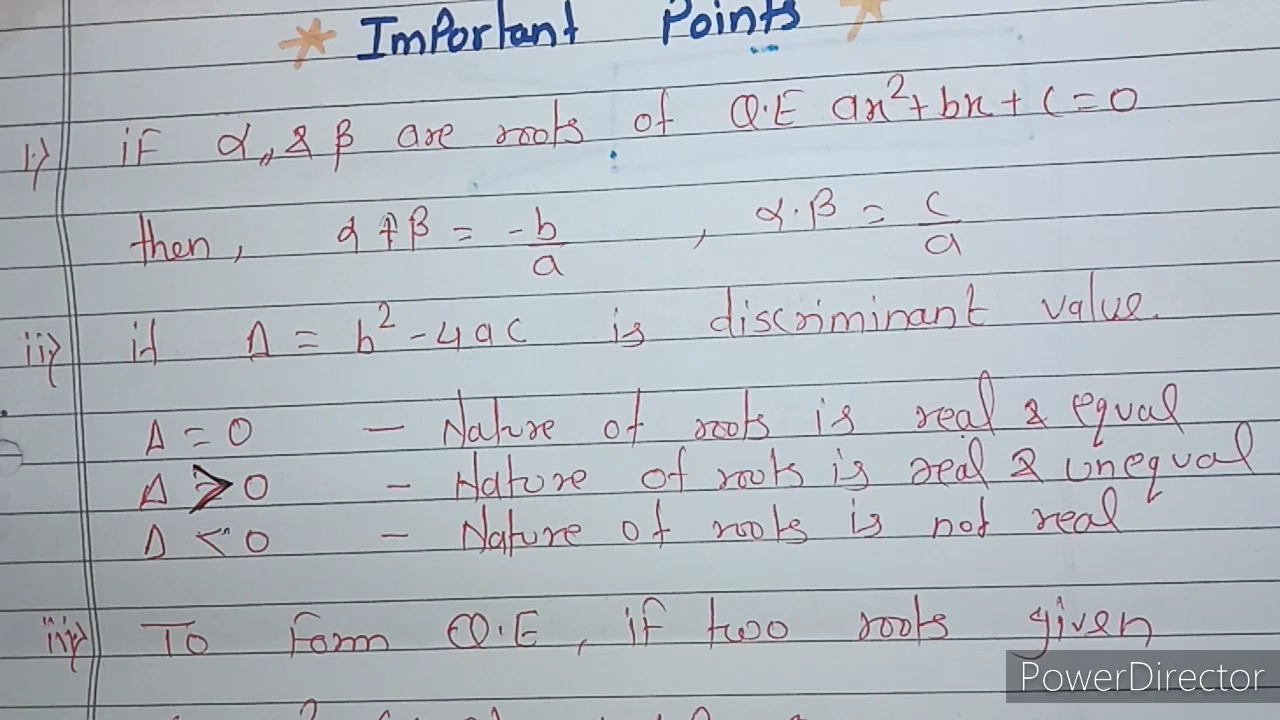 Important Points
i) if α, & β are roots of Q.E ax²+bx+c=0
then, α+β = -b/a , α.β = c/a
ii) if Δ = b²-4ac is discriminant value.
Δ = 0 - Nature of roots is real & equal
Δ > 0 - Nature of roots is real & unequal
Δ < 0 - Nature of roots is not real
iii) To Form Q.E, if two roots given
PowerDirector